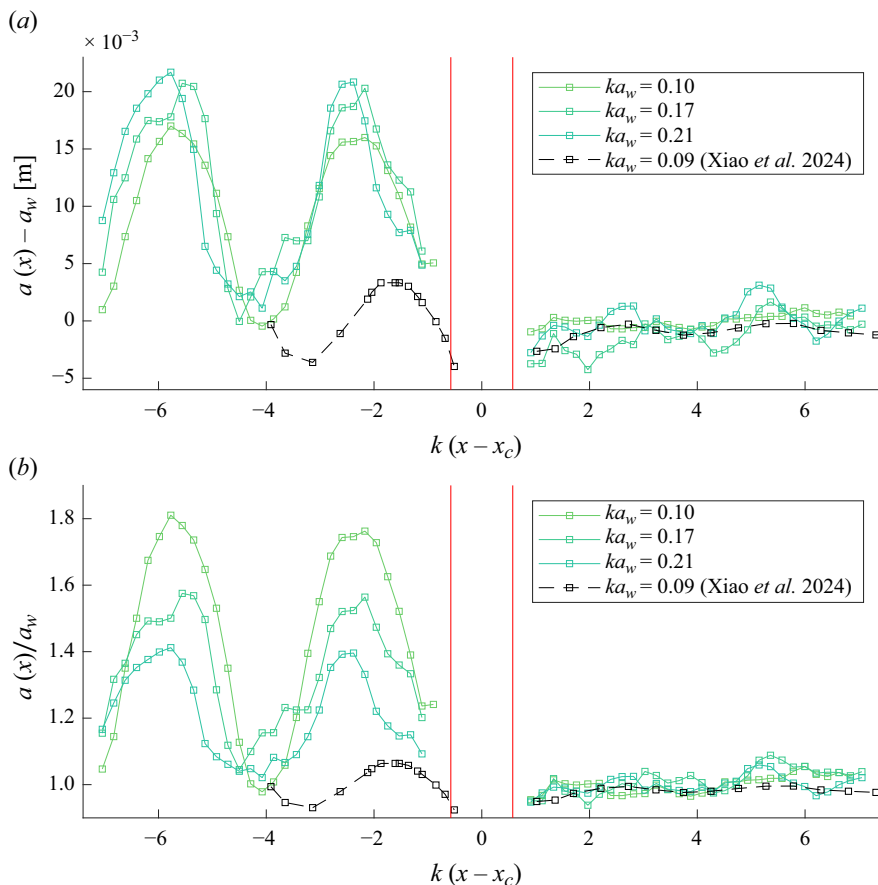 (a)
× 10⁻³
20
15
10
5
0
−5
a (x) – a_w [m]
ka_w = 0.10
ka_w = 0.17
ka_w = 0.21
ka_w = 0.09 (Xiao et al. 2024)
−6 −4 −2 0 2 4 6
k (x – x_c)
(b)
1.8
1.6
1.4
1.2
1.0
a (x)/a_w
ka_w = 0.10
ka_w = 0.17
ka_w = 0.21
ka_w = 0.09 (Xiao et al. 2024)
−6 −4 −2 0 2 4 6
k (x – x_c)